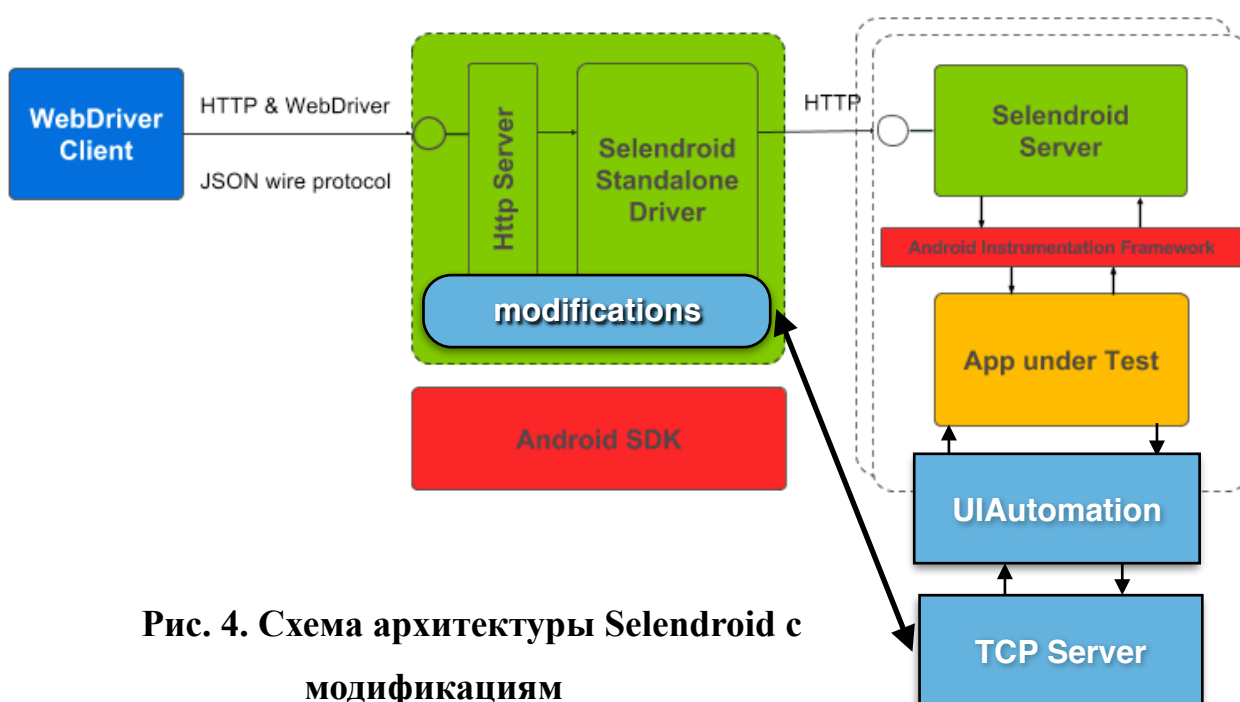 WebDriver
Client
HTTP & WebDriver
JSON wire protocol
Http Server
Selendroid
Standalone
Driver
modifications
Android SDK
HTTP
Selendroid
Server
Android Instrumentation Framework
App under Test
UIAutomation
TCP Server
Рис. 4. Схема архитектуры Selendroid с
модификациям